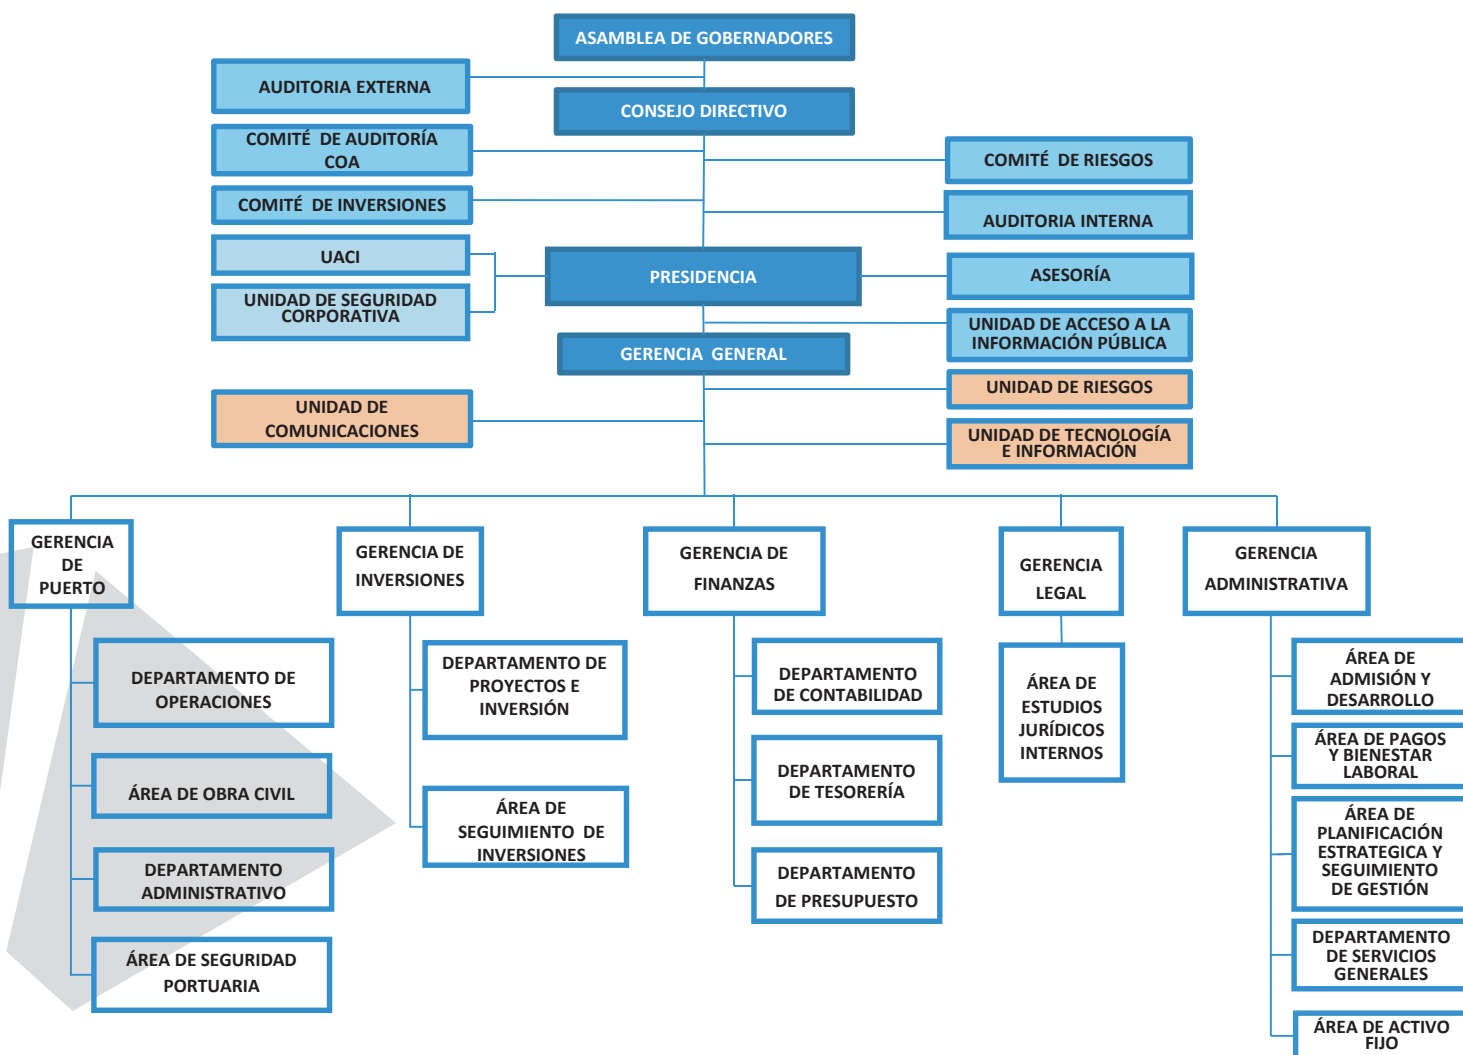 ASAMBLEA DE GOBERNADORES
AUDITORIA EXTERNA
CONSEJO DIRECTIVO
COMITÉ DE AUDITORÍA
COA
COMITÉ DE RIESGOS
COMITÉ DE INVERSIONES
AUDITORIA INTERNA
UACI
PRESIDENCIA
ASESORÍA
UNIDAD DE SEGURIDAD
CORPORATIVA
UNIDAD DE ACCESO A LA
INFORMACIÓN PÚBLICA
GERENCIA GENERAL
UNIDAD DE RIESGOS
UNIDAD DE
COMUNICACIONES
UNIDAD DE TECNOLOGÍA
E INFORMACIÓN
GERENCIA
DE
PUERTO
GERENCIA DE
INVERSIONES
GERENCIA DE
FINANZAS
GERENCIA
LEGAL
GERENCIA
ADMINISTRATIVA
DEPARTAMENTO DE
OPERACIONES
ÁREA DE OBRA CIVIL
DEPARTAMENTO
ADMINISTRATIVO
ÁREA DE SEGURIDAD
PORTUARIA
DEPARTAMENTO DE
PROYECTOS E
INVERSIÓN
ÁREA DE
SEGUIMIENTO DE
INVERSIONES
DEPARTAMENTO
DE CONTABILIDAD
DEPARTAMENTO
DE TESORERÍA
DEPARTAMENTO
DE PRESUPUESTO
ÁREA DE
ESTUDIOS
JURÍDICOS
INTERNOS
ÁREA DE
ADMISIÓN Y
DESARROLLO
ÁREA DE PAGOS
Y BIENESTAR
LABORAL
ÁREA DE
PLANIFICACIÓN
ESTRATEGICA Y
SEGUIMIENTO
DE GESTIÓN
DEPARTAMENTO
DE SERVICIOS
GENERALES
ÁREA DE ACTIVO
FIJO